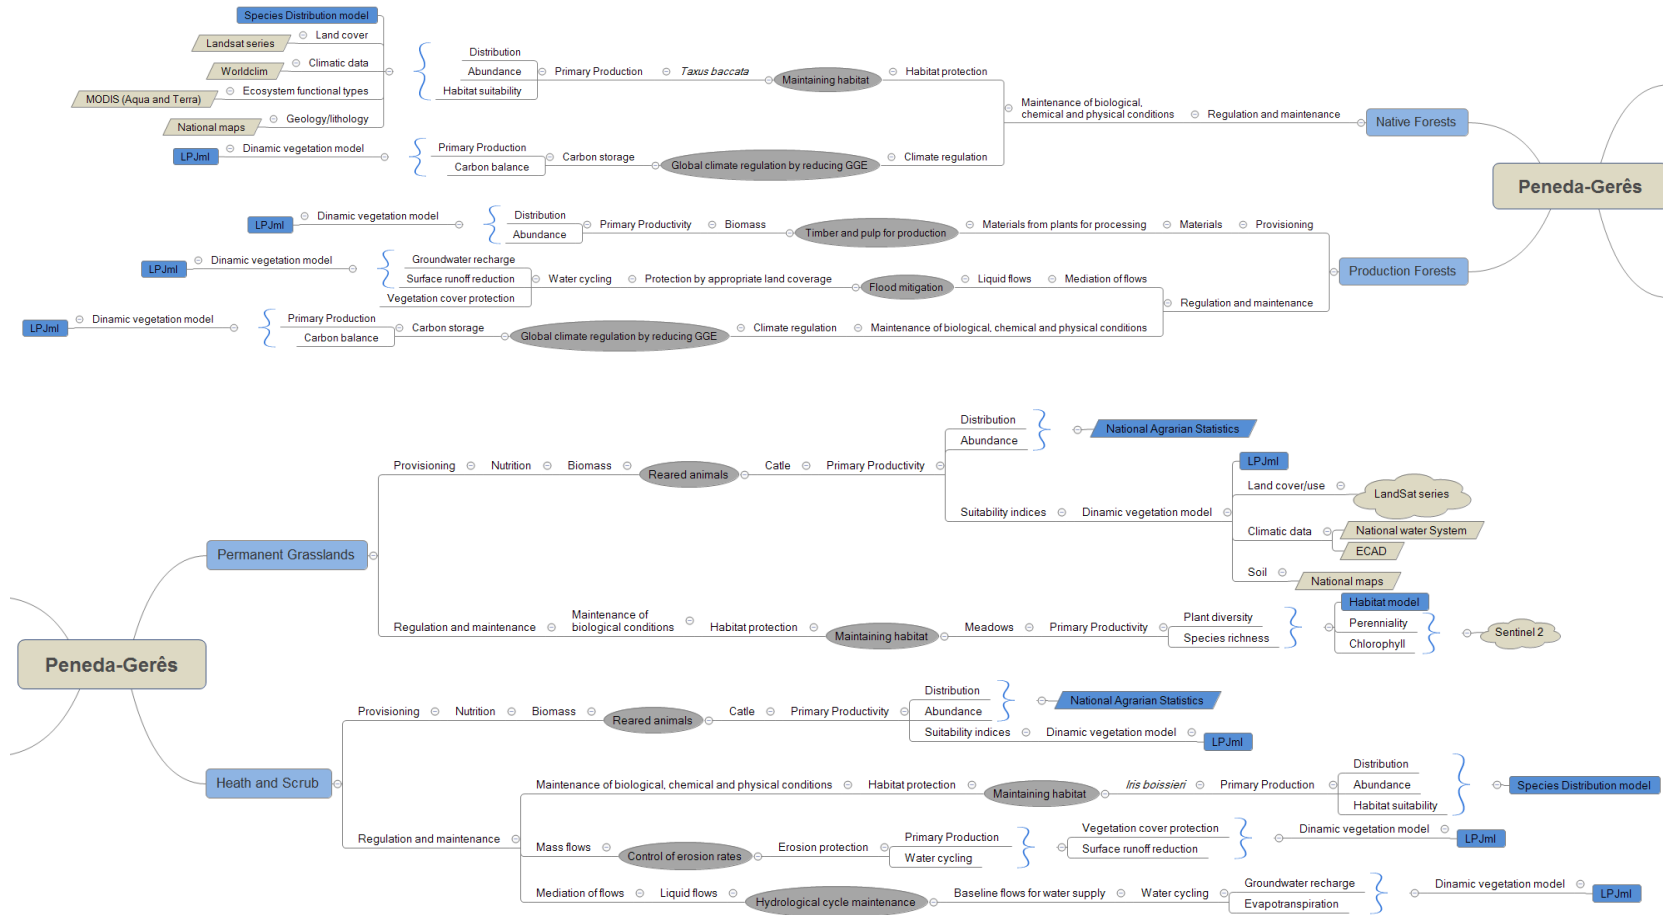 Species Distribution model
Land cover
Landsat series
Climatic data
Worldclim
Ecosystem functional types
MODIS (Aqua and Terra)
Geology/lithology
National maps
Distribution
Abundance
Habitat suitability
Primary Production
Taxus baccata
Maintaining habitat
Habitat protection
Dinamic vegetation model
LPJml
Primary Production
Carbon balance
Carbon storage
Global climate regulation by reducing GGE
Climate regulation
Maintenance of biological,
chemical and physical conditions
Regulation and maintenance
Native Forests
Peneda-Gerês
Dinamic vegetation model
LPJml
Distribution
Abundance
Primary Productivity
Biomass
Timber and pulp for production
Materials from plants for processing
Materials
Provisioning
Dinamic vegetation model
LPJml
Groundwater recharge
Surface runoff reduction
Vegetation cover protection
Water cycling
Protection by appropriate land coverage
Flood mitigation
Liquid flows
Mediation of flows
Dinamic vegetation model
LPJml
Primary Production
Carbon balance
Carbon storage
Global climate regulation by reducing GGE
Climate regulation
Maintenance of biological, chemical and physical conditions
Regulation and maintenance
Production Forests
Peneda-Gerês
Permanent Grasslands
Provisioning
Nutrition
Biomass
Reared animals
Catle
Primary Productivity
Distribution
Abundance
National Agrarian Statistics
Suitability indices
Dinamic vegetation model
LPJml
Land cover/use
LandSat series
Climatic data
National water System
ECAD
Soil
National maps
Regulation and maintenance
Maintenance of
biological conditions
Habitat protection
Maintaining habitat
Meadows
Primary Productivity
Plant diversity
Species richness
Habitat model
Perenniality
Chlorophyll
Sentinel 2
Heath and Scrub
Provisioning
Nutrition
Biomass
Reared animals
Catle
Primary Productivity
Distribution
Abundance
National Agrarian Statistics
Suitability indices
Dinamic vegetation model
LPJml
Regulation and maintenance
Maintenance of biological, chemical and physical conditions
Habitat protection
Maintaining habitat
Iris boissieri
Primary Production
Distribution
Abundance
Habitat suitability
Species Distribution model
Mass flows
Control of erosion rates
Erosion protection
Primary Production
Water cycling
Vegetation cover protection
Surface runoff reduction
Dinamic vegetation model
LPJml
Mediation of flows
Liquid flows
Hydrological cycle maintenance
Baseline flows for water supply
Water cycling
Groundwater recharge
Evapotranspiration
Dinamic vegetation model
LPJml